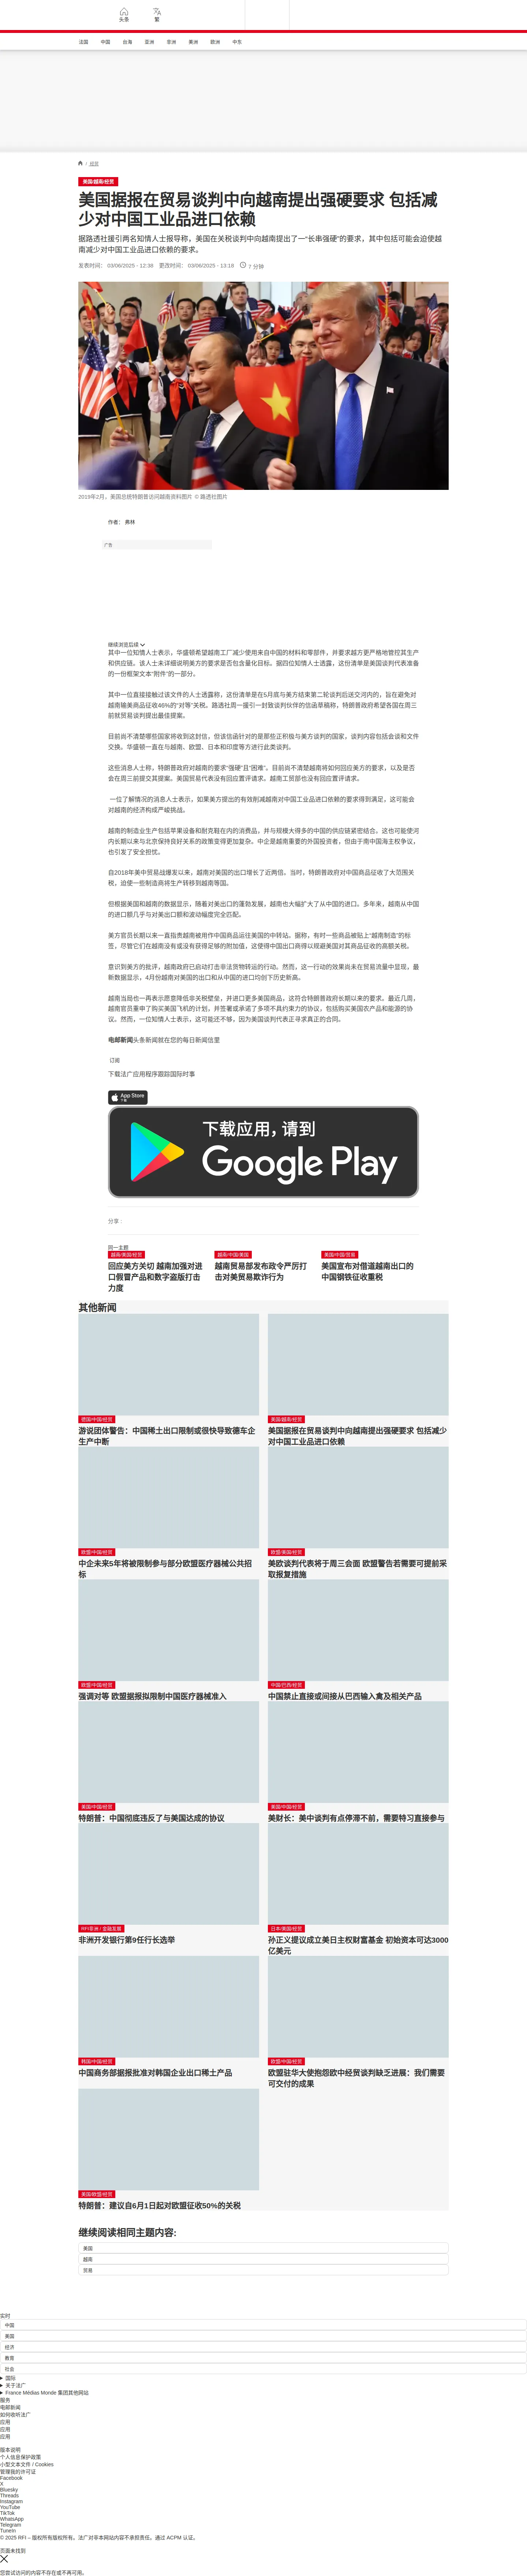 头条
繁
法国
中国
台海
亚洲
非洲
美洲
欧洲
中东
/ 经贸
美国/越南/经贸
美国据报在贸易谈判中向越南提出强硬要求 包括减
少对中国工业品进口依赖
据路透社援引两名知情人士报导称，美国在关税谈判中向越南提出了一“长串强硬”的要求，其中包括可能会迫使越
南减少对中国工业品进口依赖的要求。
发表时间： 03/06/2025 - 12:38 更改时间： 03/06/2025 - 13:18 7 分钟
2019年2月，美国总统特朗普访问越南资料图片 © 路透社图片
作者： 弗林
广告
继续浏览后续
其中一位知情人士表示，华盛顿希望越南工厂减少使用来自中国的材料和零部件，并要求越方更严格地管控其生产
和供应链。该人士未详细说明美方的要求是否包含量化目标。据四位知情人士透露，这份清单是美国谈判代表准备
的一份框架文本“附件”的一部分。
其中一位直接接触过该文件的人士透露称，这份清单是在5月底与美方结束第二轮谈判后送交河内的，旨在避免对
越南输美商品征收46%的“对等”关税。路透社周一援引一封致谈判伙伴的信函草稿称，特朗普政府希望各国在周三
前就贸易谈判提出最佳提案。
目前尚不清楚哪些国家将收到这封信，但该信函针对的是那些正积极与美方谈判的国家，谈判内容包括会谈和文件
交换。华盛顿一直在与越南、欧盟、日本和印度等方进行此类谈判。
这些消息人士称，特朗普政府对越南的要求“强硬”且“困难”。目前尚不清楚越南将如何回应美方的要求，以及是否
会在周三前提交其提案。美国贸易代表没有回应置评请求。越南工贸部也没有回应置评请求。
一位了解情况的消息人士表示，如果美方提出的有效削减越南对中国工业品进口依赖的要求得到满足，这可能会
对越南的经济构成严峻挑战。
越南的制造业生产包括苹果设备和耐克鞋在内的消费品，并与规模大得多的中国的供应链紧密结合。这也可能使河
内长期以来与北京保持良好关系的政策变得更加复杂。中企是越南重要的外国投资者，但由于南中国海主权争议，
也引发了安全担忧。
自2018年美中贸易战爆发以来，越南对美国的出口增长了近两倍。当时，特朗普政府对中国商品征收了大范围关
税，迫使一些制造商将生产转移到越南等国。
但根据美国和越南的数据显示，随着对美出口的蓬勃发展，越南也大幅扩大了从中国的进口。多年来，越南从中国
的进口额几乎与对美出口额和波动幅度完全匹配。
美方官员长期以来一直指责越南被用作中国商品运往美国的中转站。据称，有时一些商品被贴上“越南制造”的标
签，尽管它们在越南没有或没有获得足够的附加值，这使得中国出口商得以规避美国对其商品征收的高额关税。
意识到美方的批评，越南政府已启动打击非法货物转运的行动。然而，这一行动的效果尚未在贸易流量中显现，最
新数据显示，4月份越南对美国的出口和从中国的进口均创下历史新高。
越南当局也一再表示愿意降低非关税壁垒，并进口更多美国商品，这符合特朗普政府长期以来的要求。最近几周，
越南官员重申了购买美国飞机的计划，并签署或承诺了多项不具约束力的协议，包括购买美国农产品和能源的协
议。然而，一位知情人士表示，这可能还不够，因为美国谈判代表正寻求真正的合同。
电邮新闻头条新闻就在您的每日新闻信里
订阅
下载法广应用程序跟踪国际时事
App Store
下载
下载应用，请到
Google Play
分享 :
同一主题
越南/美国/经贸
回应美方关切 越南加强对进
口假冒产品和数字盗版打击
力度
越南/中国/美国
越南贸易部发布政令严厉打
击对美贸易欺诈行为
美国/中国/贸易
美国宣布对借道越南出口的
中国钢铁征收重税
其他新闻
德国/中国/经贸
游说团体警告：中国稀土出口限制或很快导致德车企
生产中断
美国/越南/经贸
美国据报在贸易谈判中向越南提出强硬要求 包括减少
对中国工业品进口依赖
欧盟/中国/经贸
中企未来5年将被限制参与部分欧盟医疗器械公共招
标
欧盟/美国/经贸
美欧谈判代表将于周三会面 欧盟警告若需要可提前采
取报复措施
欧盟/中国/经贸
强调对等 欧盟据报拟限制中国医疗器械准入
中国/巴西/经贸
中国禁止直接或间接从巴西输入禽及相关产品
美国/中国/经贸
特朗普：中国彻底违反了与美国达成的协议
美国/中国/经贸
美财长：美中谈判有点停滞不前，需要特习直接参与
RFI非洲 / 金融发展
非洲开发银行第9任行长选举
日本/美国/经贸
孙正义提议成立美日主权财富基金 初始资本可达3000
亿美元
韩国/中国/经贸
中国商务部据报批准对韩国企业出口稀土产品
欧盟/中国/经贸
欧盟驻华大使抱怨欧中经贸谈判缺乏进展：我们需要
可交付的成果
美国/欧盟/经贸
特朗普：建议自6月1日起对欧盟征收50%的关税
继续阅读相同主题内容:
美国
越南
贸易
实时
中国
美国
经济
教育
社会
国际
关于法广
France Médias Monde 集团其他网站
服务
电邮新闻
如何收听法广
应用
应用
应用
版本说明
个人信息保护政策
小型文本文件 / Cookies
管理我的许可证
Facebook
X
Bluesky
Threads
Instagram
YouTube
TikTok
WhatsApp
Telegram
TuneIn
© 2025 RFI – 版权所有版权所有。法广对非本网站内容不承担责任。通过 ACPM 认证。
页面未找到
您尝试访问的内容不存在或不再可用。